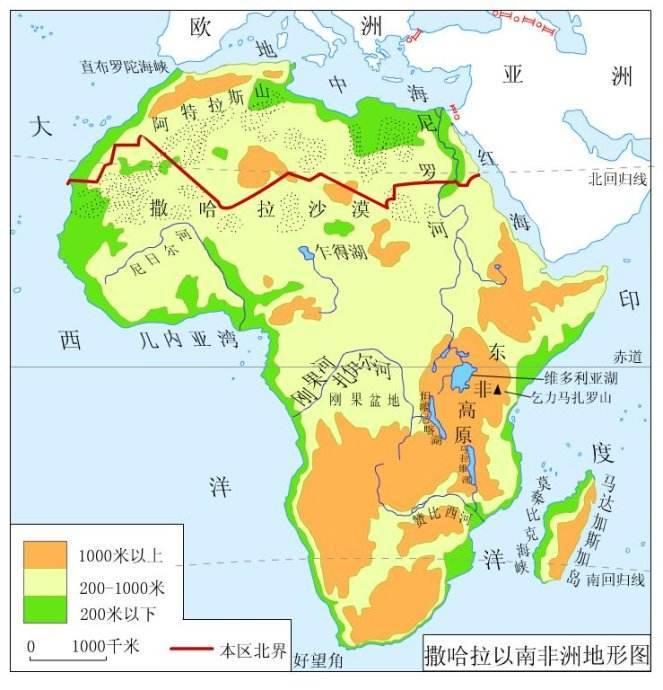 欧洲
亚洲
直布罗陀海峡
地中海
大西洋
阿特拉斯山
尼罗河
红海
北回归线
撒哈拉沙漠
尼日尔河
乍得湖
印度洋
几内亚湾
赤道
东非高原
维多利亚湖
乞力马扎罗山
刚果河
扎伊尔河
刚果盆地
马拉维湖
赞比西河
莫桑比克海峡
马达加斯加岛
南回归线
好望角
1000米以上
200-1000米
200米以下
0 1000千米
本区北界
撒哈拉以南非洲地形图